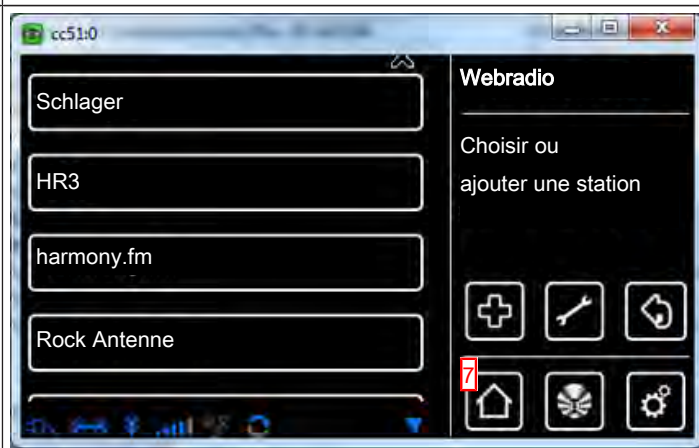 cc51:0
Schlager
HR3
harmony.fm
Rock Antenne
Webradio
Choisir ou
ajouter une station
7